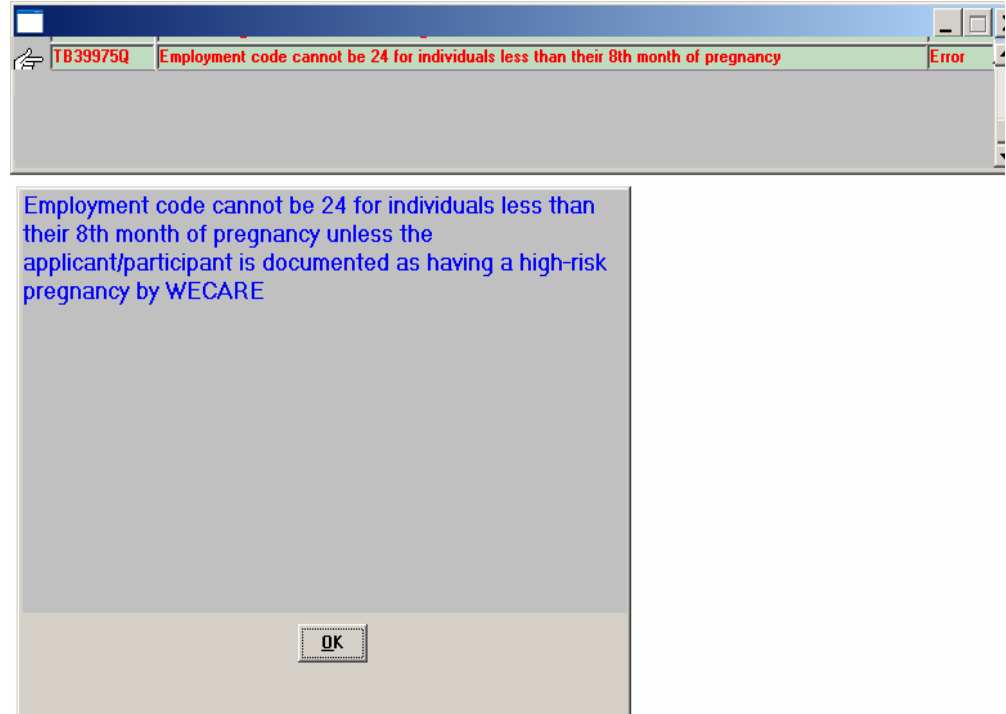 TB39975Q Employment code cannot be 24 for individuals less than their 8th month of pregnancy Error
Employment code cannot be 24 for individuals less than
their 8th month of pregnancy unless the
applicant/participant is documented as having a high-risk
pregnancy by WECARE
OK